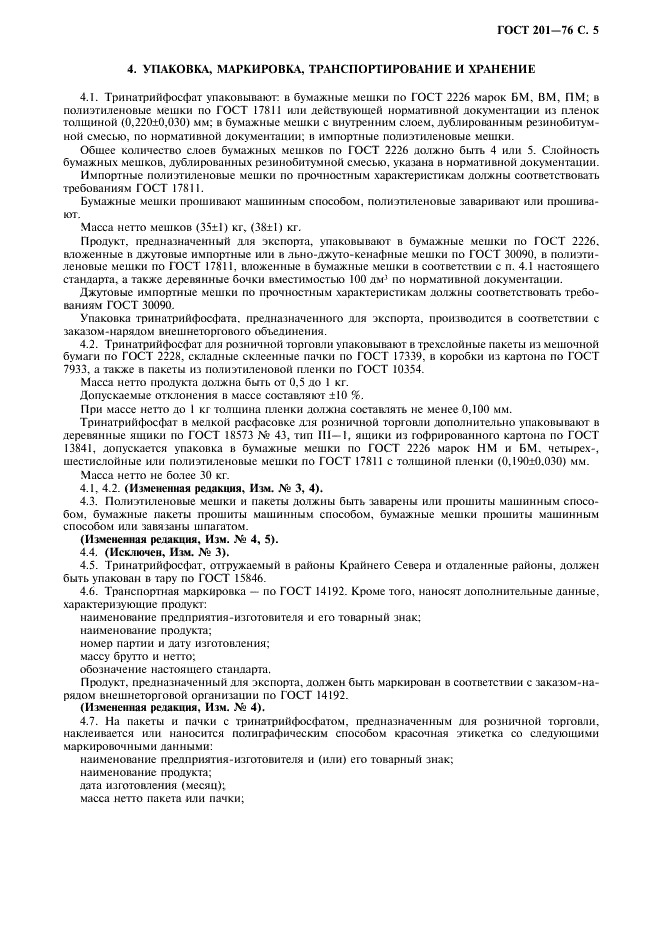 ГОСТ 201—76 С. 5
4. УПАКОВКА, МАРКИРОВКА, ТРАНСПОРТИРОВАНИЕ И ХРАНЕНИЕ
4.1. Тринатрийфосфат упаковывают: в бумажные мешки по ГОСТ 2226 марок БМ, ВМ, ПМ; в
полиэтиленовые мешки по ГОСТ 17811 или действующей нормативной документации из пленок
толщиной (0,220±0,030) мм; в бумажные мешки с внутренним слоем, дублированным резинобитум-
ной смесью, по нормативной документации; в импортные полиэтиленовые мешки.
Общее количество слоев бумажных мешков по ГОСТ 2226 должно быть 4 или 5. Слойность
бумажных мешков, дублированных резинобитумной смесью, указана в нормативной документации.
Импортные полиэтиленовые мешки по прочностным характеристикам должны соответствовать
требованиям ГОСТ 17811.
Бумажные мешки прошивают машинным способом, полиэтиленовые заваривают или прошива-
ют.
Масса нетто мешков (35±1) кг, (38±1) кг.
Продукт, предназначенный для экспорта, упаковывают в бумажные мешки по ГОСТ 2226,
вложенные в джутовые импортные или в льно-джуто-кенафные мешки по ГОСТ 30090, в полиэти-
леновые мешки по ГОСТ 17811, вложенные в бумажные мешки в соответствии с п. 4.1 настоящего
стандарта, а также деревянные бочки вместимостью 100 дм³ по нормативной документации.
Джутовые импортные мешки по прочностным характеристикам должны соответствовать требо-
ваниям ГОСТ 30090.
Упаковка тринатрийфосфата, предназначенного для экспорта, производится в соответствии с
заказом-нарядом внешнеторгового объединения.
4.2. Тринатрийфосфат для розничной торговли упаковывают в трехслойные пакеты из мешочной
бумаги по ГОСТ 2228, складные склеенные пачки по ГОСТ 17339, в коробки из картона по ГОСТ
7933, а также в пакеты из полиэтиленовой пленки по ГОСТ 10354.
Масса нетто продукта должна быть от 0,5 до 1 кг.
Допускаемые отклонения в массе составляют ±10 %.
При массе нетто до 1 кг толщина пленки должна составлять не менее 0,100 мм.
Тринатрийфосфат в мелкой расфасовке для розничной торговли дополнительно упаковывают в
деревянные ящики по ГОСТ 18573 № 43, тип III—1, ящики из гофрированного картона по ГОСТ
13841, допускается упаковка в бумажные мешки по ГОСТ 2226 марок НМ и БМ, четырех-,
шестислойные или полиэтиленовые мешки по ГОСТ 17811 с толщиной пленки (0,190±0,030) мм.
Масса нетто не более 30 кг.
4.1, 4.2. (Измененная редакция, Изм. № 3, 4).
4.3. Полиэтиленовые мешки и пакеты должны быть заварены или прошиты машинным спосо-
бом, бумажные пакеты прошиты машинным способом, бумажные мешки прошиты машинным
способом или завязаны шпагатом.
(Измененная редакция, Изм. № 4, 5).
4.4. (Исключен, Изм. № 3).
4.5. Тринатрийфосфат, отгружаемый в районы Крайнего Севера и отдаленные районы, должен
быть упакован в тару по ГОСТ 15846.
4.6. Транспортная маркировка — по ГОСТ 14192. Кроме того, наносят дополнительные данные,
характеризующие продукт:
наименование предприятия-изготовителя и его товарный знак;
наименование продукта;
номер партии и дату изготовления;
массу брутто и нетто;
обозначение настоящего стандарта.
Продукт, предназначенный для экспорта, должен быть маркирован в соответствии с заказом-на-
рядом внешнеторговой организации по ГОСТ 14192.
(Измененная редакция, Изм. № 4).
4.7. На пакеты и пачки с тринатрийфосфатом, предназначенным для розничной торговли,
наклеивается или наносится полиграфическим способом красочная этикетка со следующими
маркировочными данными:
наименование предприятия-изготовителя и (или) его товарный знак;
наименование продукта;
дата изготовления (месяц);
масса нетто пакета или пачки;